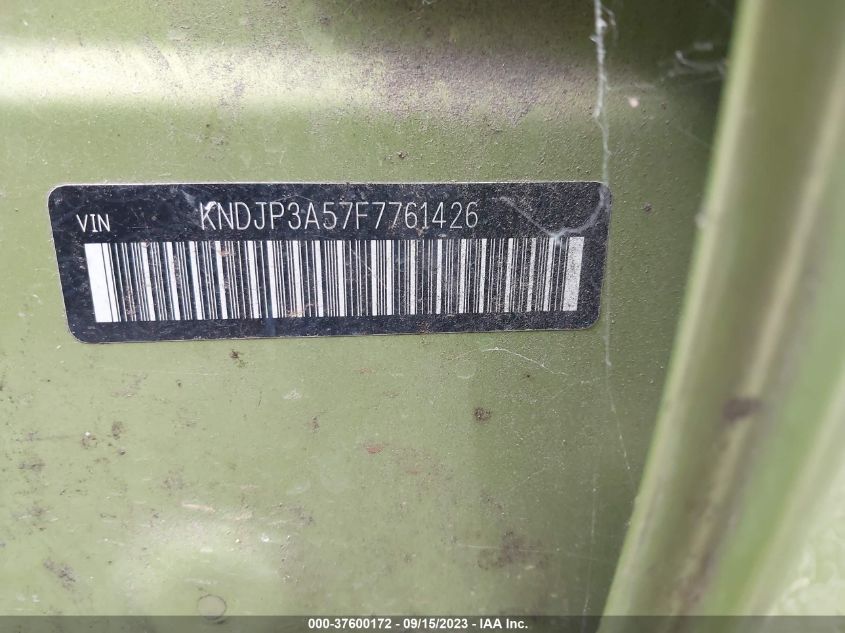 VIN KNDJP3A57F7761426
000-37600172 - 09/15/2023 - IAA Inc.